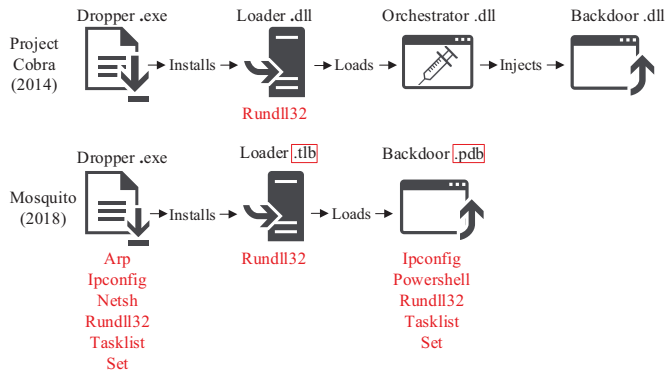 Dropper .exe
Loader .dll
Orchestrator .dll
Backdoor .dll
Project
Cobra
(2014)
Installs
Loads
Injects
Rundll32
Dropper .exe
Loader .tlb
Backdoor .pdb
Mosquito
(2018)
Installs
Loads
Arp
Ipconfig
Netsh
Rundll32
Tasklist
Set
Rundll32
Ipconfig
Powershell
Rundll32
Tasklist
Set